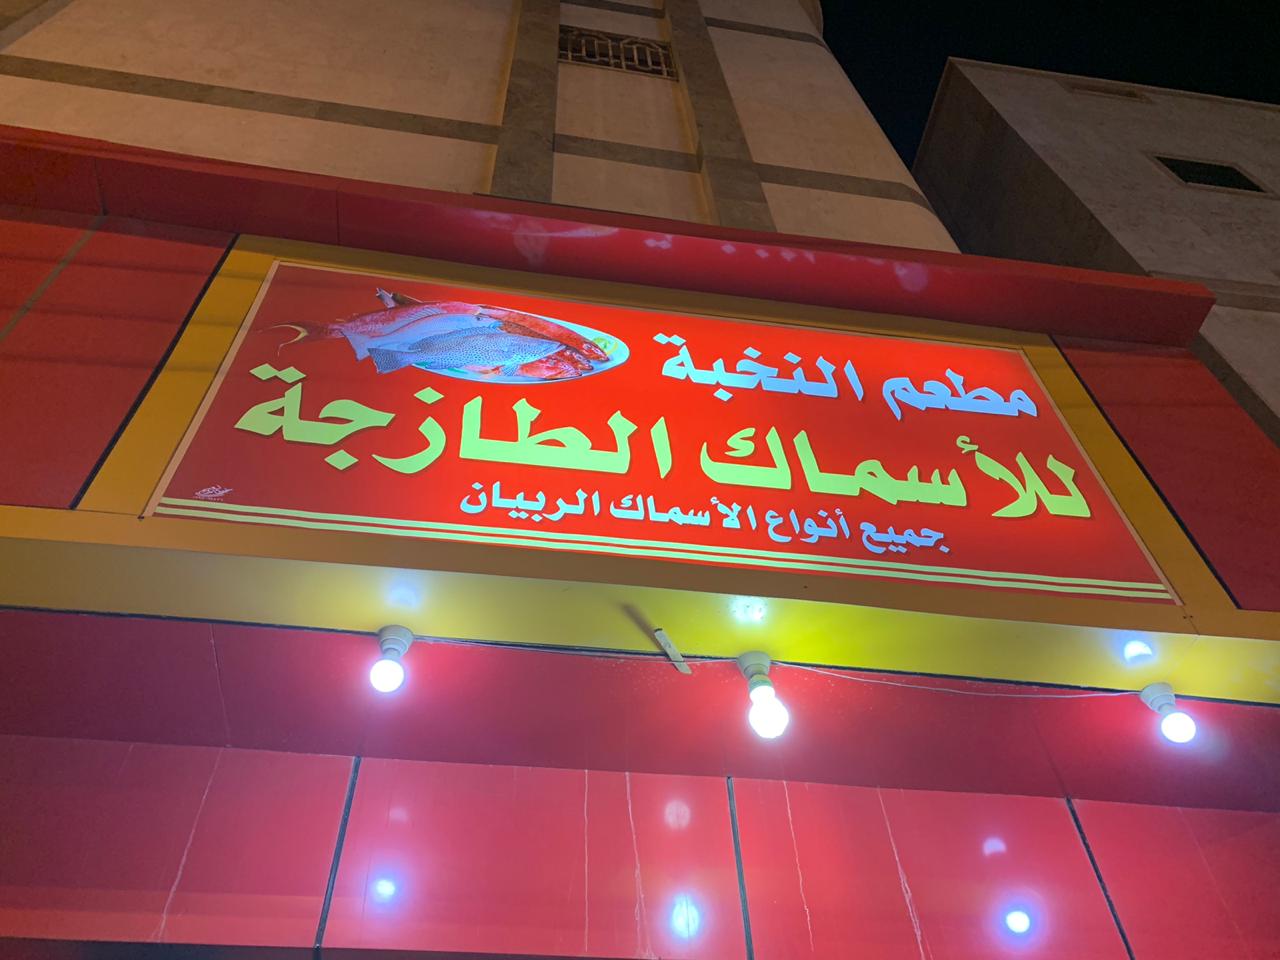 مطعم النخبة
للأسماك الطازجة
جميع أنواع الأسماك الربيان